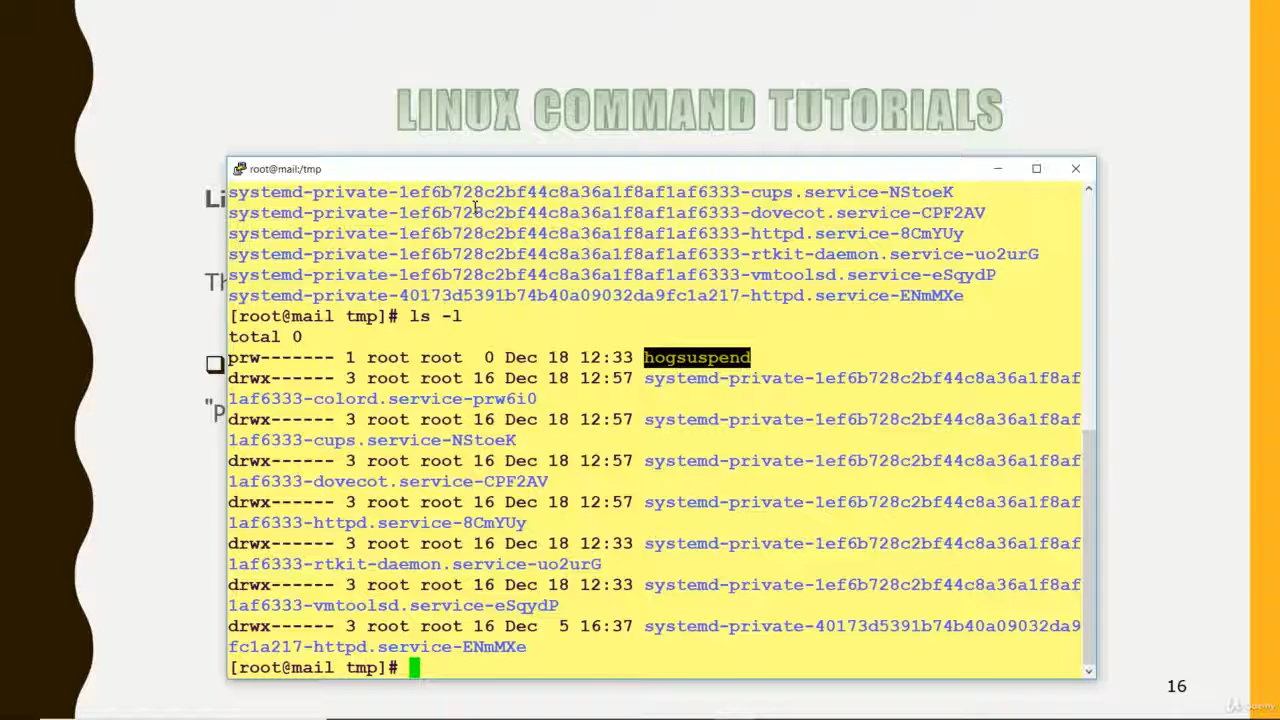 LINUX COMMAND TUTORIALS
root@mail:/tmp
Li
systemd-private-1ef6b728c2bf44c8a36a1f8af1af6333-cups.service-NStoeK
systemd-private-1ef6b728c2bf44c8a36a1f8af1af6333-dovecot.service-CPF2AV
systemd-private-1ef6b728c2bf44c8a36a1f8af1af6333-httpd.service-8CmYUy
systemd-private-1ef6b728c2bf44c8a36a1f8af1af6333-rtkit-daemon.service-uo2urG
Th
systemd-private-1ef6b728c2bf44c8a36a1f8af1af6333-vmtoolsd.service-eSqydP
systemd-private-40173d5391b74b40a09032da9fc1a217-httpd.service-ENmMXe
[root@mail tmp]# ls -l
total 0
prw------- 1 root root  0 Dec 18 12:33 hogsuspend
drwx------ 3 root root 16 Dec 18 12:57 systemd-private-1ef6b728c2bf44c8a36a1f8af
1af6333-colord.service-prw6i0
"p
drwx------ 3 root root 16 Dec 18 12:57 systemd-private-1ef6b728c2bf44c8a36a1f8af
1af6333-cups.service-NStoeK
drwx------ 3 root root 16 Dec 18 12:57 systemd-private-1ef6b728c2bf44c8a36a1f8af
1af6333-dovecot.service-CPF2AV
drwx------ 3 root root 16 Dec 18 12:57 systemd-private-1ef6b728c2bf44c8a36a1f8af
1af6333-httpd.service-8CmYUy
drwx------ 3 root root 16 Dec 18 12:33 systemd-private-1ef6b728c2bf44c8a36a1f8af
1af6333-rtkit-daemon.service-uo2urG
drwx------ 3 root root 16 Dec 18 12:33 systemd-private-1ef6b728c2bf44c8a36a1f8af
1af6333-vmtoolsd.service-eSqydP
drwx------ 3 root root 16 Dec  5 16:37 systemd-private-40173d5391b74b40a09032da9
fc1a217-httpd.service-ENmMXe
[root@mail tmp]#
16
Udemy